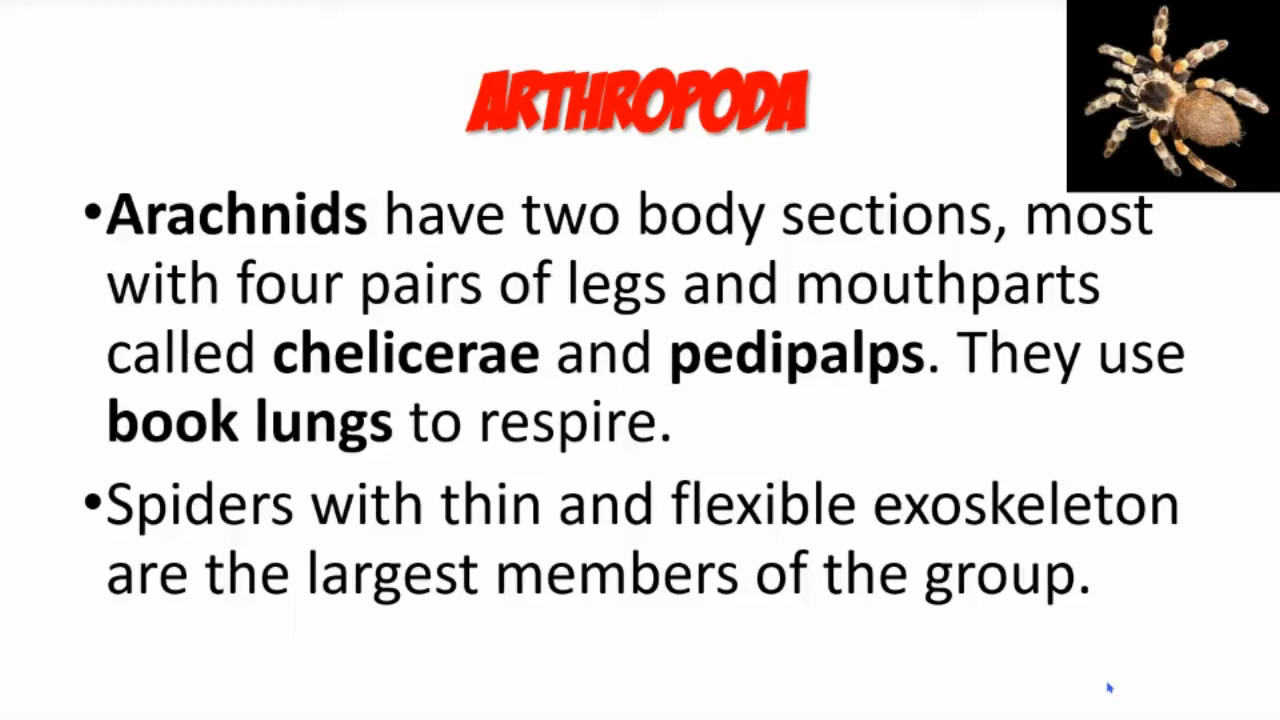 ARTHROPODA
•Arachnids have two body sections, most
with four pairs of legs and mouthparts
called chelicerae and pedipalps. They use
book lungs to respire.
•Spiders with thin and flexible exoskeleton
are the largest members of the group.